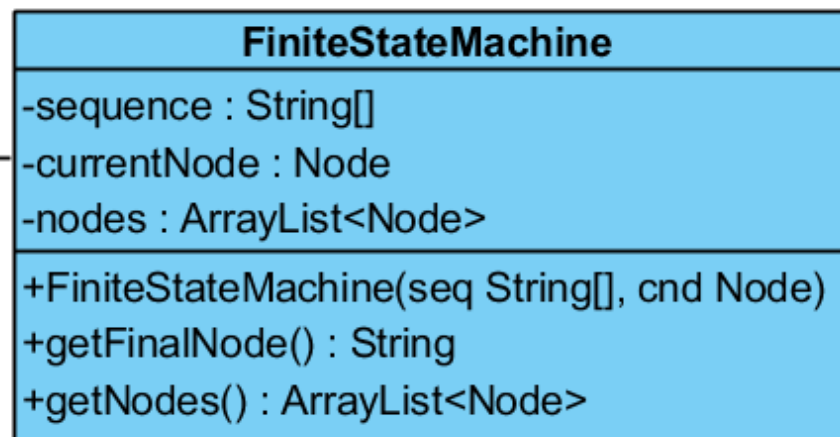 FiniteStateMachine
-sequence : String[]
-currentNode : Node
-nodes : ArrayList<Node>
+FiniteStateMachine(seq String[], cnd Node)
+getFinalNode() : String
+getNodes() : ArrayList<Node>